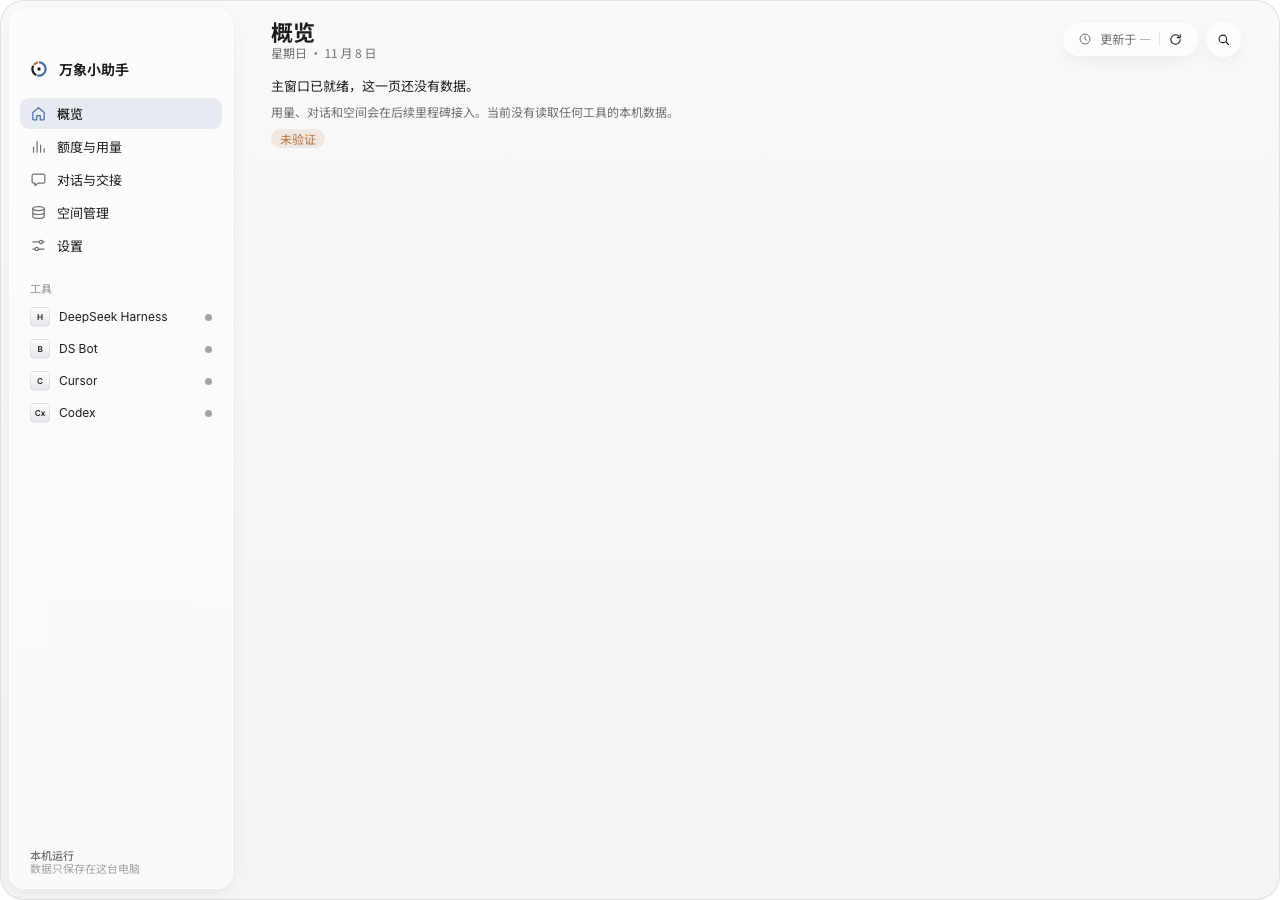 万象小助手
概览
额度与用量
对话与交接
空间管理
设置
工具
H DeepSeek Harness
B DS Bot
C Cursor
Cx Codex
本机运行
数据只保存在这台电脑
概览
星期日 · 11 月 8 日
更新于 —
主窗口已就绪，这一页还没有数据。
用量、对话和空间会在后续里程碑接入。当前没有读取任何工具的本机数据。
未验证